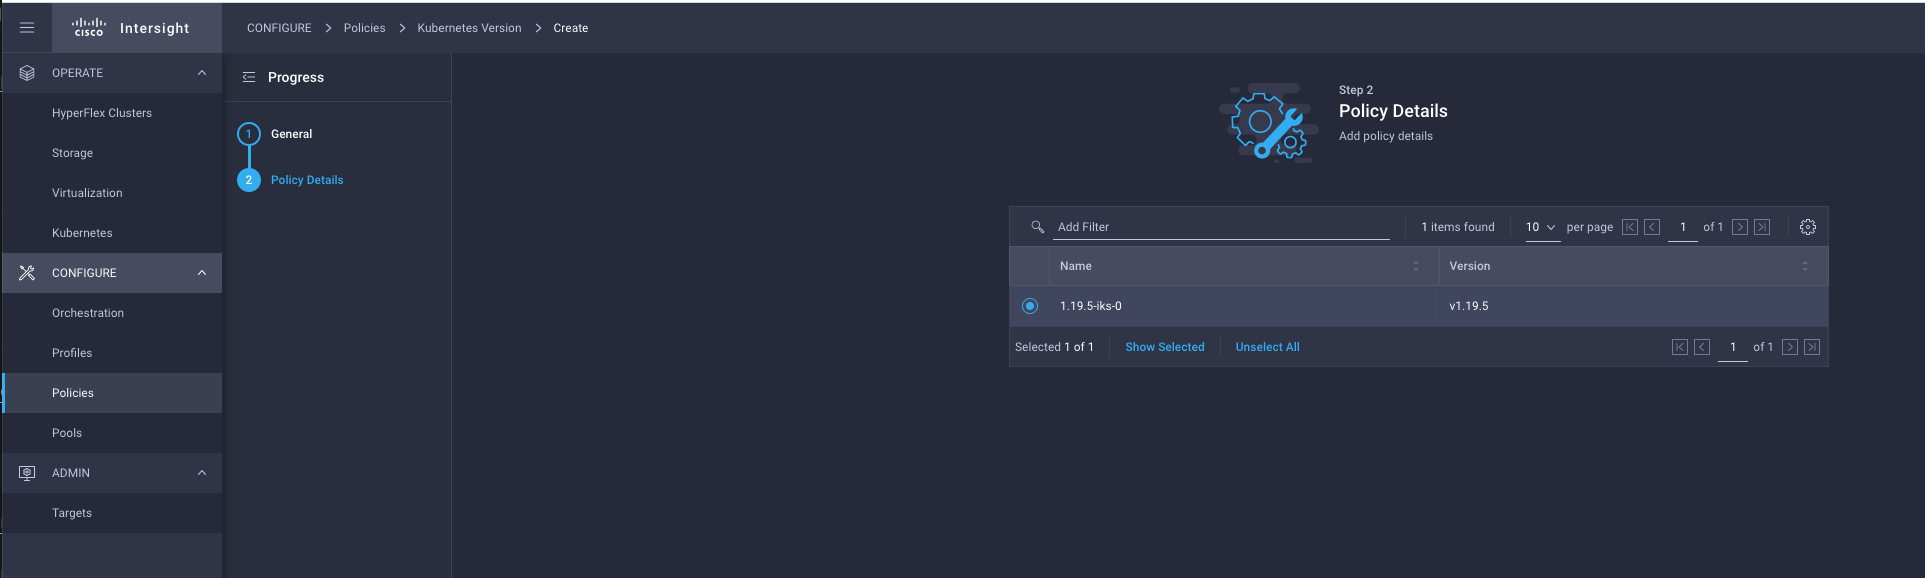 CISCO Intersight
CONFIGURE > Policies > Kubernetes Version > Create
OPERATE
HyperFlex Clusters
Storage
Virtualization
Kubernetes
CONFIGURE
Orchestration
Profiles
Policies
Pools
ADMIN
Targets
Progress
1 General
2 Policy Details
Step 2
Policy Details
Add policy details
Add Filter 1 items found 10 per page 1 of 1
Name Version
1.19.5-iks-0 v1.19.5
Selected 1 of 1 Show Selected Unselect All 1 of 1